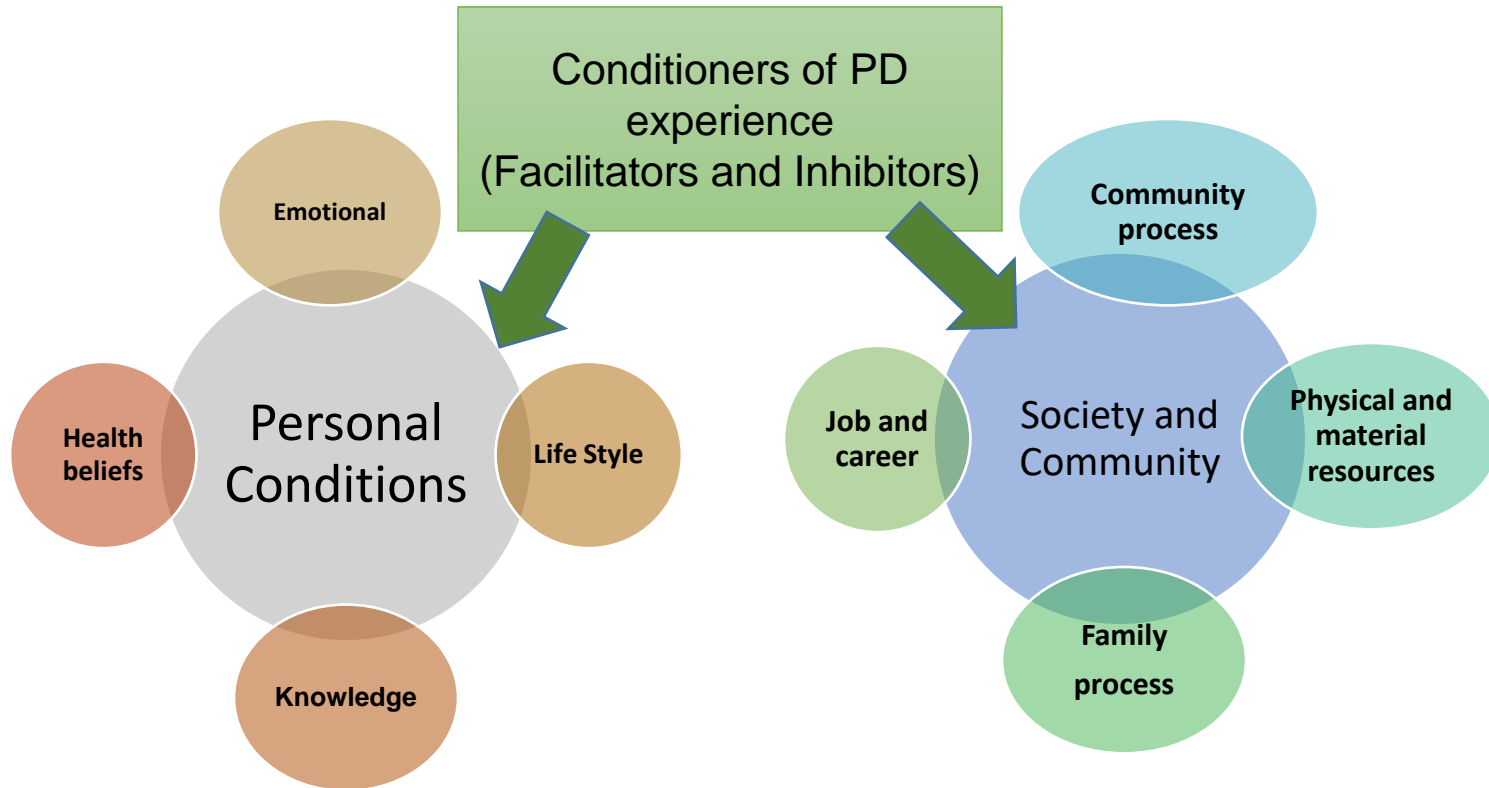 Conditioners of PD
experience
(Facilitators and Inhibitors)
Emotional
Health
beliefs
Personal
Conditions
Life Style
Knowledge
Community
process
Job and
career
Society and
Community
Physical and
material
resources
Family
process